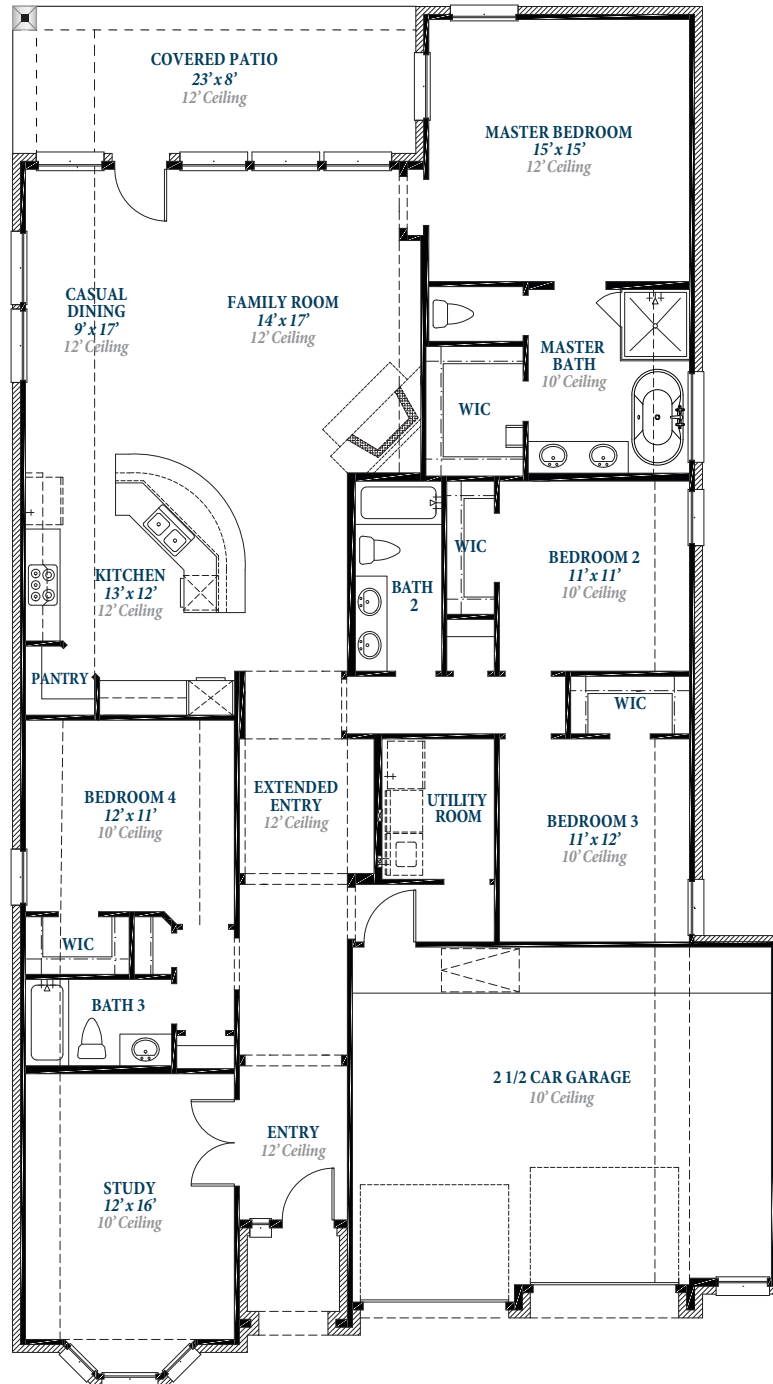 COVERED PATIO
23' x 8'
12' Ceiling
MASTER BEDROOM
15' x 15'
12' Ceiling
CASUAL
DINING
9' x 17'
12' Ceiling
FAMILY ROOM
14' x 17'
12' Ceiling
MASTER
BATH
10' Ceiling
WIC
KITCHEN
13' x 12'
12' Ceiling
BATH
2
WIC
BEDROOM 2
11' x 11'
10' Ceiling
PANTRY
WIC
BEDROOM 4
12' x 11'
10' Ceiling
EXTENDED
ENTRY
12' Ceiling
UTILITY
ROOM
BEDROOM 3
11' x 12'
10' Ceiling
WIC
BATH 3
2 1/2 CAR GARAGE
10' Ceiling
ENTRY
12' Ceiling
STUDY
12' x 16'
10' Ceiling